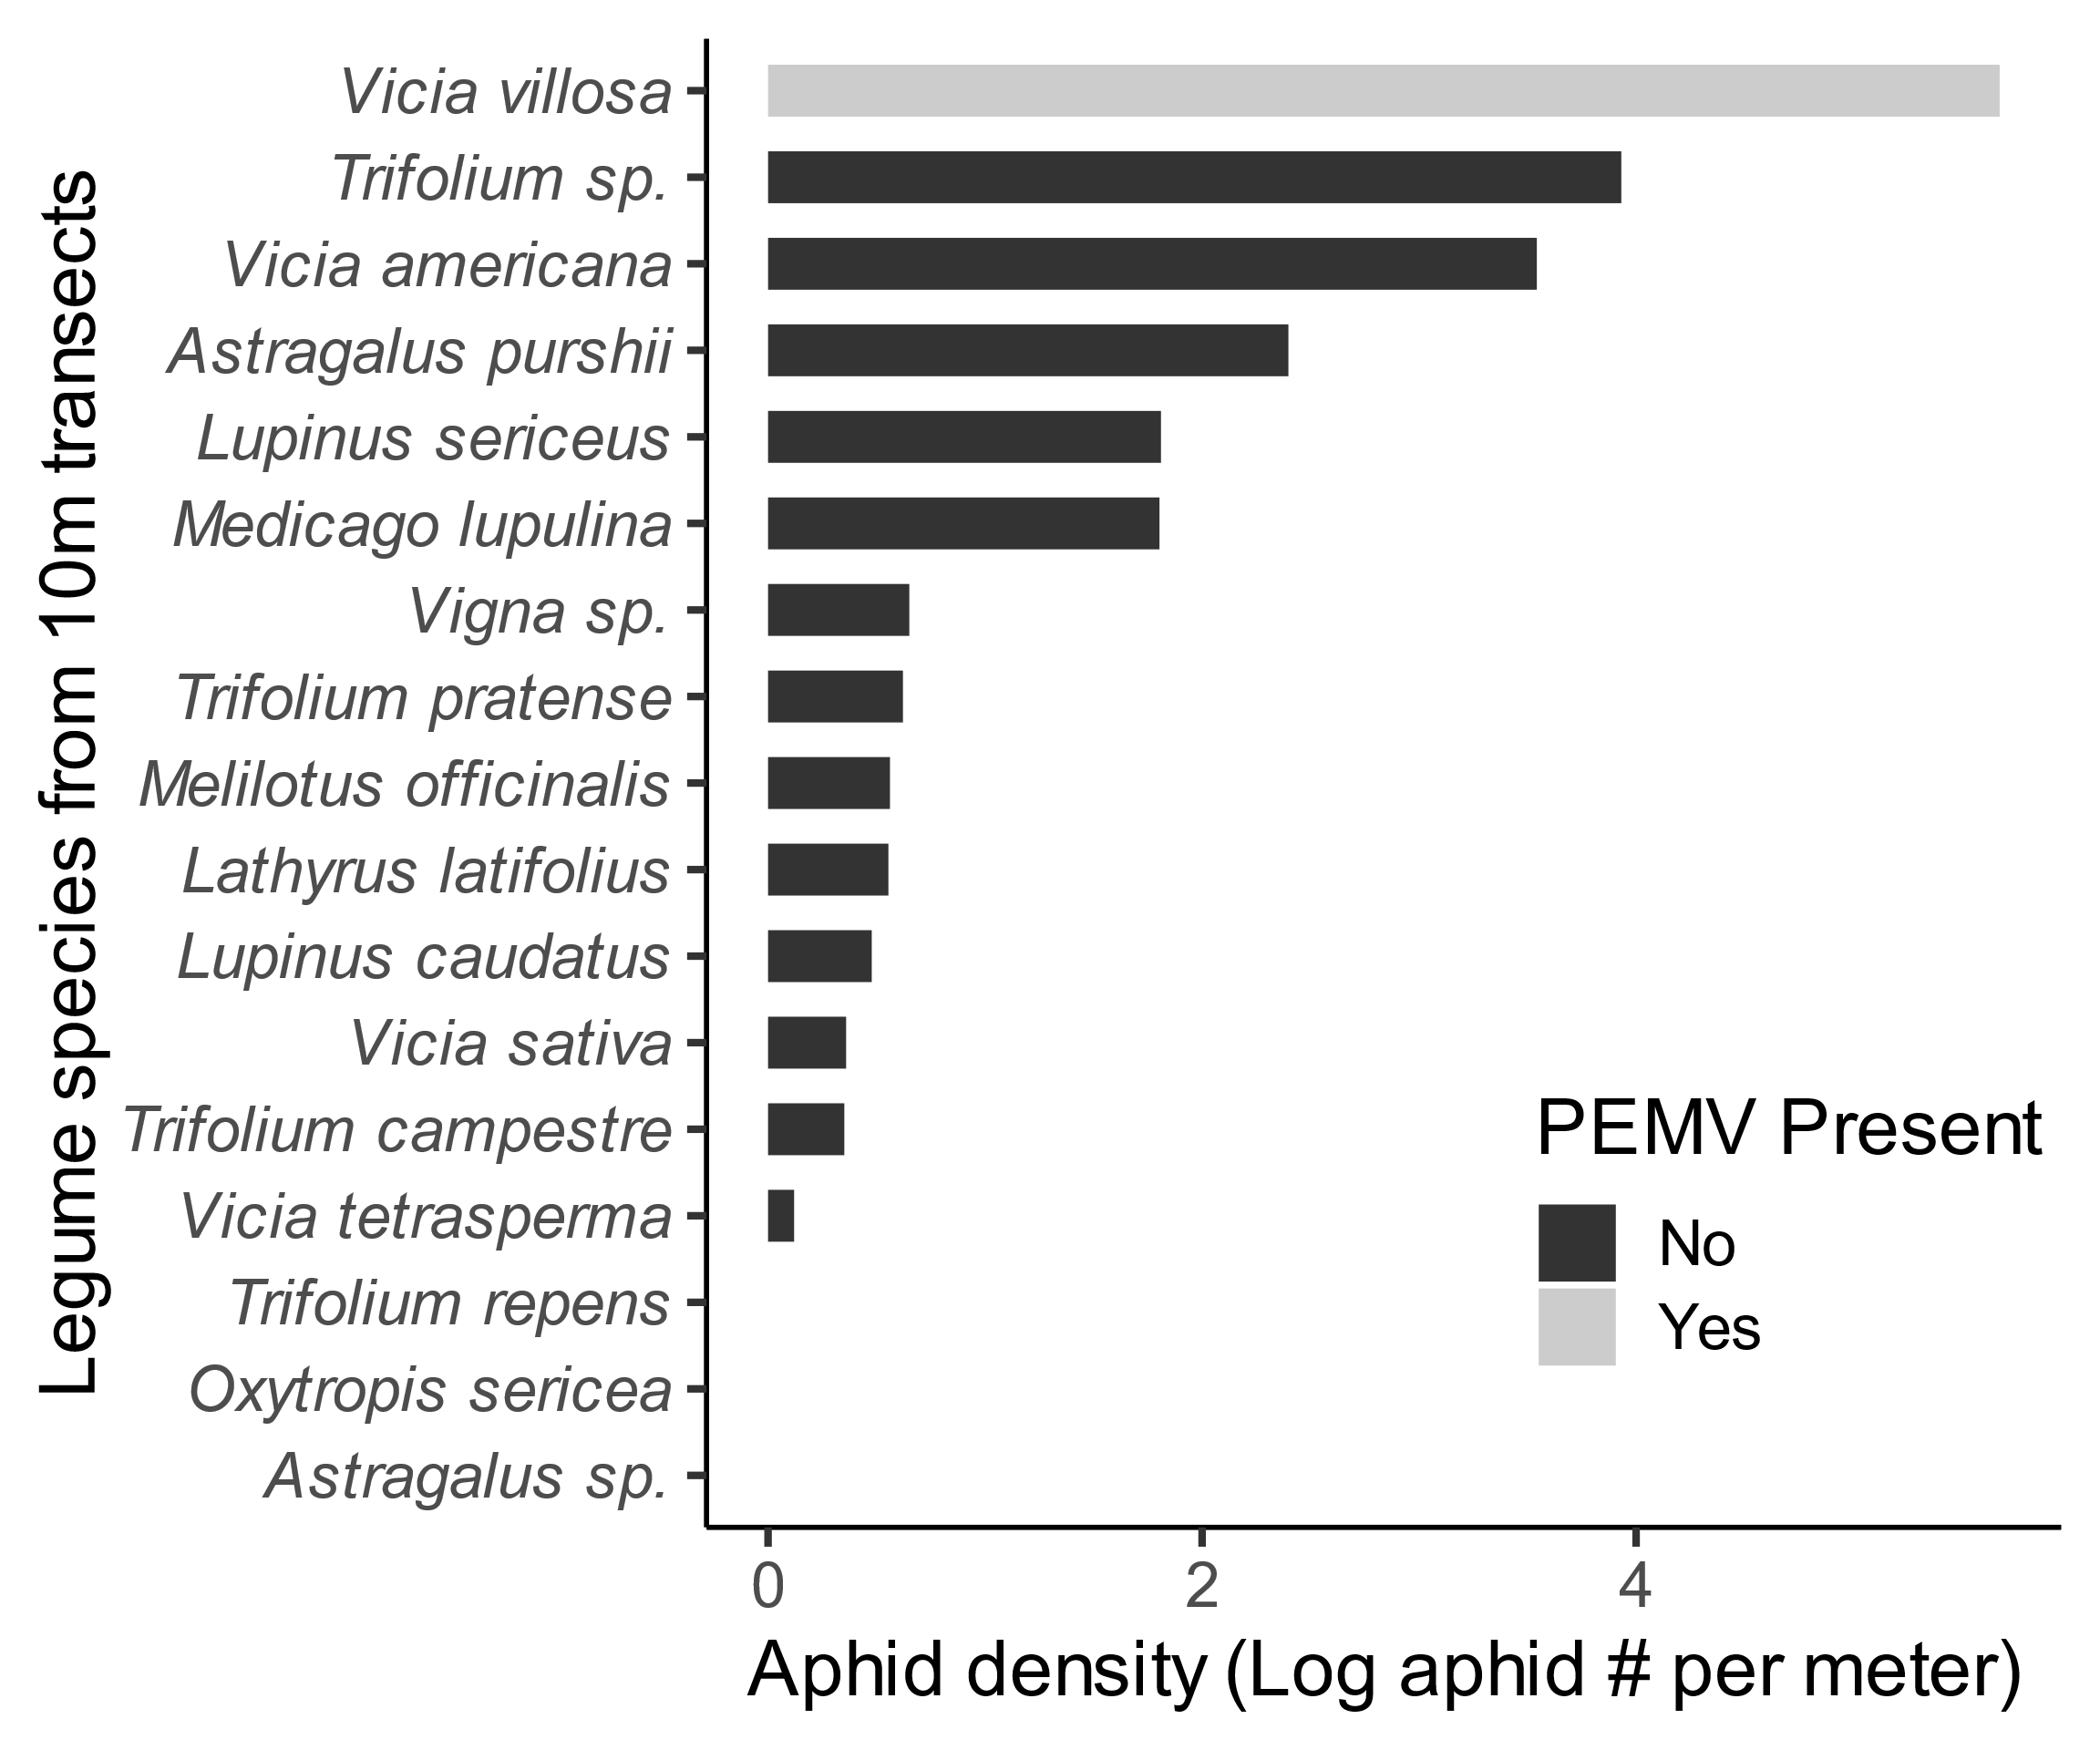 Legume species from 10m transects
Vicia villosa
Trifolium sp.
Vicia americana
Astragalus purshii
Lupinus sericeus
Medicago lupulina
Vigna sp.
Trifolium pratense
Melilotus officinalis
Lathyrus latifolius
Lupinus caudatus
Vicia sativa
Trifolium campestre
Vicia tetrasperma
Trifolium repens
Oxytropis sericea
Astragalus sp.
PEMV Present
No
Yes
0 2 4
Aphid density (Log aphid # per meter)